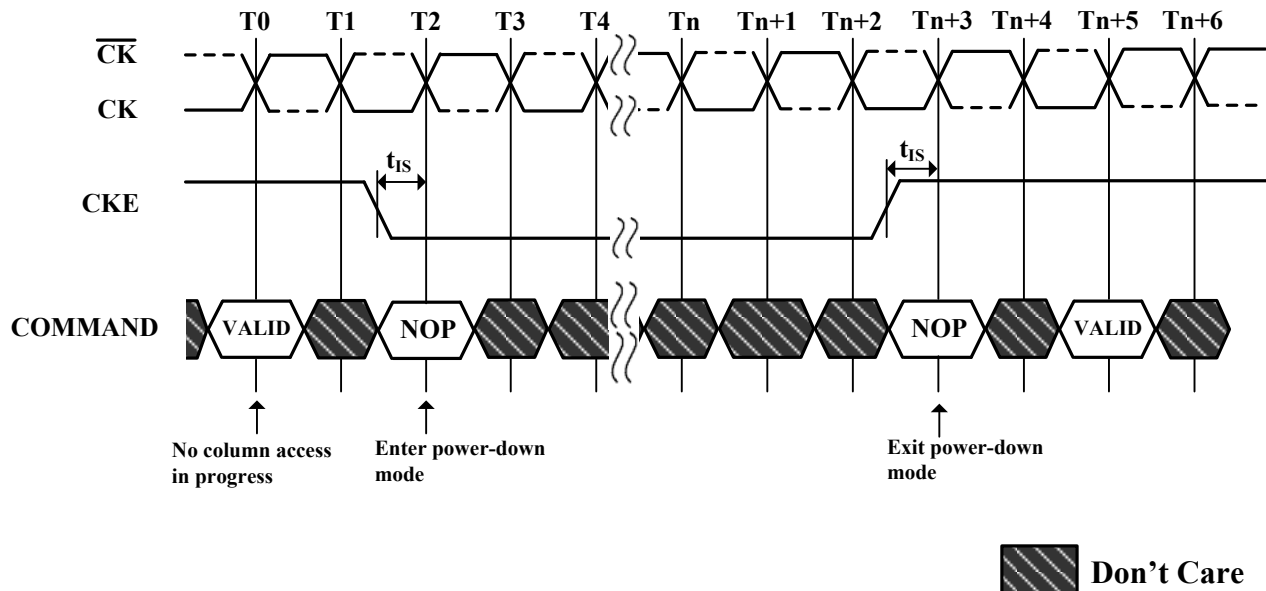 T0 T1 T2 T3 T4 Tn Tn+1 Tn+2 Tn+3 Tn+4 Tn+5 Tn+6
CK
CK
tIS tIS
CKE
COMMAND VALID NOP NOP VALID
No column access
in progress
Enter power-down
mode
Exit power-down
mode
Don't Care